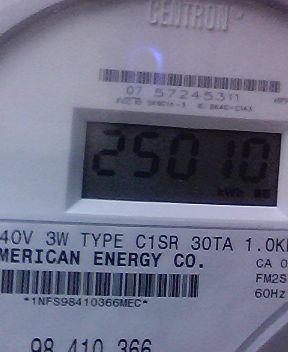 CENTRON
07 57245311
25010
kWh
40V 3W TYPE C1SR 30TA 1.0K
MERICAN ENERGY CO.
CA 0
FM2S
60Hz
*1NFS98410366MEC*
98 410 366